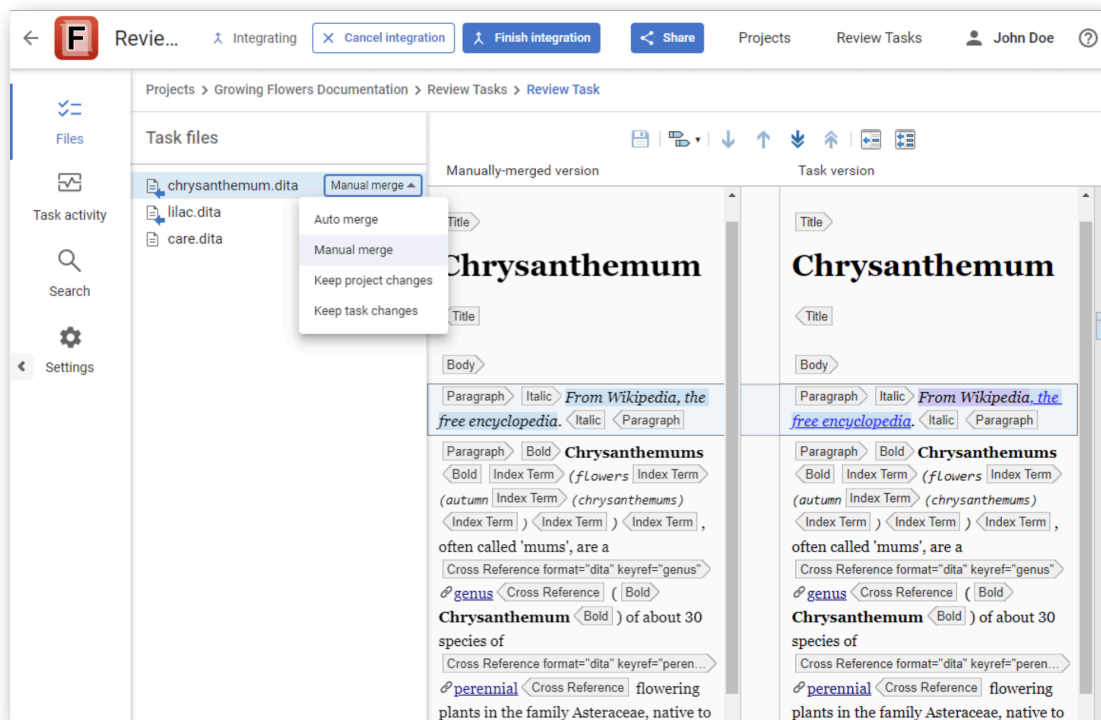 F Revie... Integrating Cancel integration Finish integration Share Projects Review Tasks John Doe
Projects > Growing Flowers Documentation > Review Tasks > Review Task
Files
Task activity
Search
Settings
Task files
chrysanthemum.dita Manual merge
lilac.dita
care.dita
Auto merge
Manual merge
Keep project changes
Keep task changes
Manually-merged version
Title
Chrysanthemum
Title
Body
Paragraph Italic From Wikipedia, the
free encyclopedia. Italic Paragraph
Paragraph Bold Chrysanthemums
Bold Index Term (flowers Index Term
(autumn Index Term (chrysanthemums)
Index Term ) Index Term ) Index Term ,
often called 'mums', are a
Cross Reference format="dita" keyref="genus"
genus Cross Reference ( Bold
Chrysanthemum Bold ) of about 30
species of
Cross Reference format="dita" keyref="peren...
perennial Cross Reference flowering
plants in the family Asteraceae, native to
Task version
Title
Chrysanthemum
Title
Body
Paragraph Italic From Wikipedia, the
free encyclopedia. Italic Paragraph
Paragraph Bold Chrysanthemums
Bold Index Term (flowers Index Term
(autumn Index Term (chrysanthemums)
Index Term ) Index Term ) Index Term ,
often called 'mums', are a
Cross Reference format="dita" keyref="genus"
genus Cross Reference ( Bold
Chrysanthemum Bold ) of about 30
species of
Cross Reference format="dita" keyref="peren...
perennial Cross Reference flowering
plants in the family Asteraceae, native to